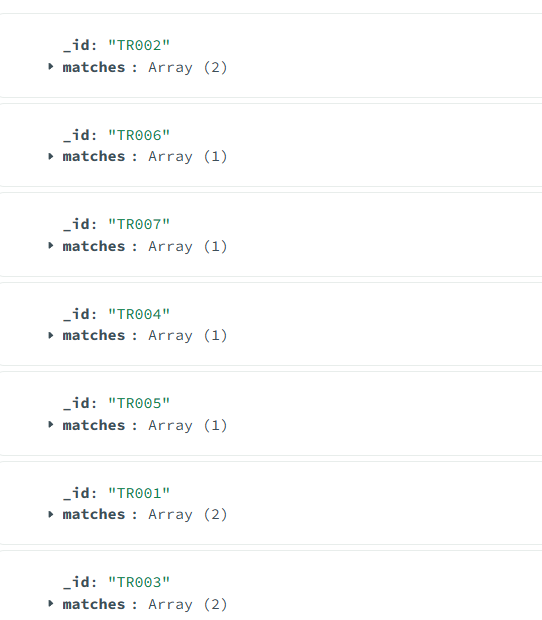 _id: "TR002"
matches : Array (2)
_id: "TR006"
matches : Array (1)
_id: "TR007"
matches : Array (1)
_id: "TR004"
matches : Array (1)
_id: "TR005"
matches : Array (1)
_id: "TR001"
matches : Array (2)
_id: "TR003"
matches : Array (2)